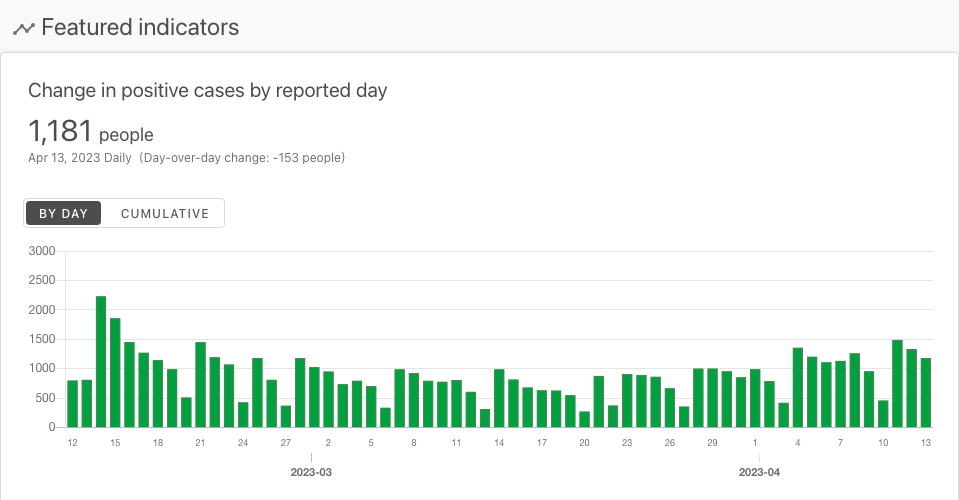 Featured indicators
Change in positive cases by reported day
1,181 people
Apr 13, 2023 Daily (Day-over-day change: -153 people)
BY DAY CUMULATIVE
3000
2500
2000
1500
1000
500
0
12 15 18 21 24 27 2 5 8 11 14 17 20 23 26 29 1 4 7 10 13
2023-03 2023-04